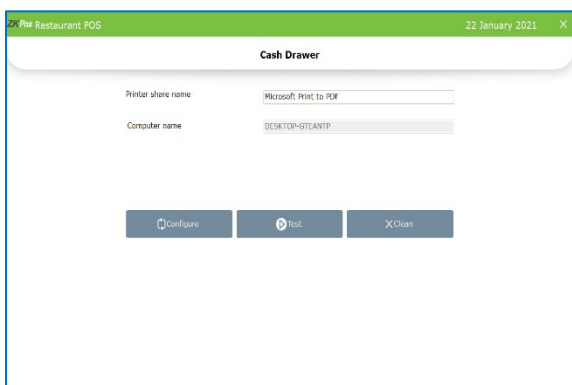 ZKPos Restaurant POS 22 January 2021 X
Cash Drawer
Printer share name Microsoft Print to PDF
Computer name DESKTOP-GTEANTP
Configure Test Clean